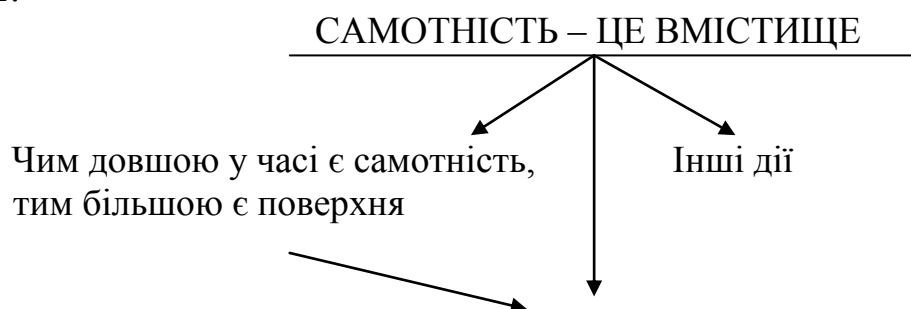 САМОТНІСТЬ – ЦЕ ВМІСТИЩЕ
Чим довшою у часі є самотність,
тим більшою є поверхня
Інші дії